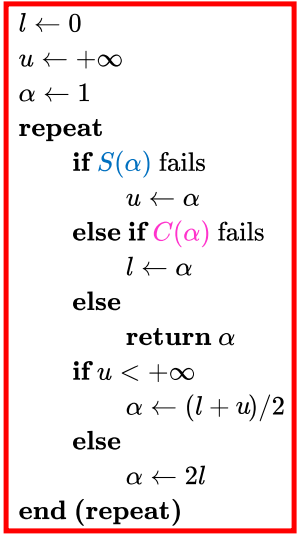 l ← 0
u ← +∞
α ← 1
repeat
if S(α) fails
u ← α
else if C(α) fails
l ← α
else
return α
if u < +∞
α ← (l + u)/2
else
α ← 2l
end (repeat)